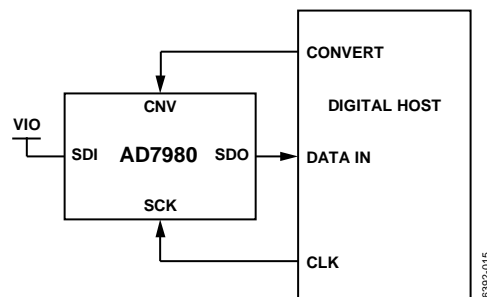 CONVERT
CNV
DIGITAL HOST
VIO
SDI AD7980 SDO
DATA IN
SCK
CLK